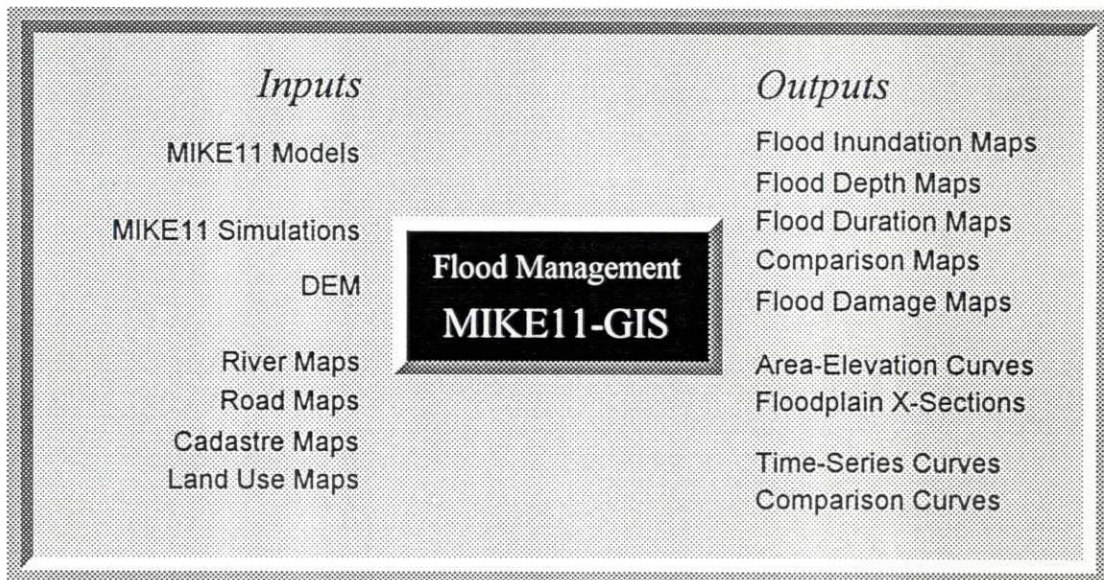 Inputs
MIKE11 Models
MIKE11 Simulations
DEM
River Maps
Road Maps
Cadastre Maps
Land Use Maps
Flood Management
MIKE11-GIS
Outputs
Flood Inundation Maps
Flood Depth Maps
Flood Duration Maps
Comparison Maps
Flood Damage Maps
Area-Elevation Curves
Floodplain X-Sections
Time-Series Curves
Comparison Curves